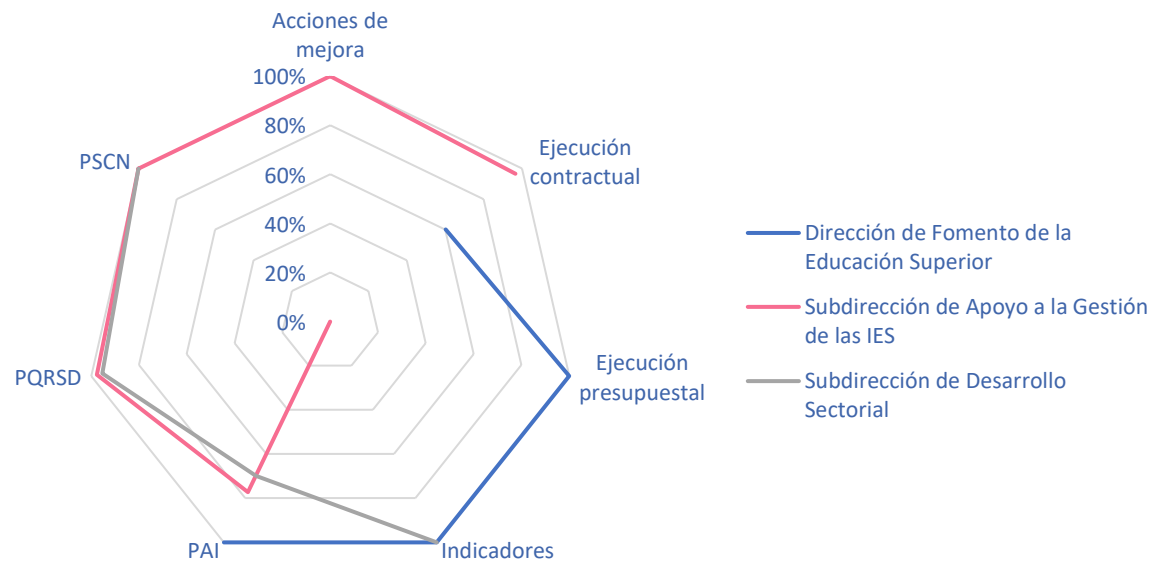 Acciones de
mejora
100%
80%
60%
40%
20%
0%
Ejecución
contractual
Ejecución
presupuestal
Indicadores
PAI
PQRSD
PSCN
Dirección de Fomento de la
Educación Superior
Subdirección de Apoyo a la Gestión
de las IES
Subdirección de Desarrollo
Sectorial